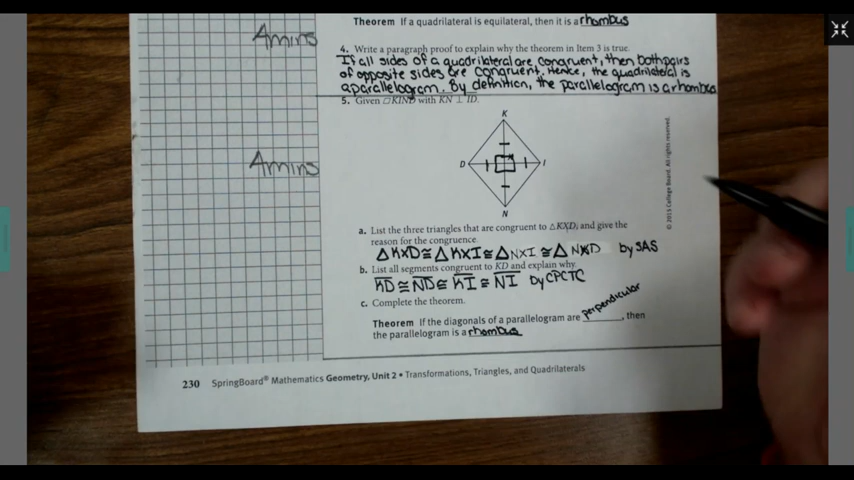 Theorem If a quadrilateral is equilateral, then it is a rhombus
4. Write a paragraph proof to explain why the theorem in Item 3 is true.
If all sides of a quadrilateral are congruent, then both pairs
of opposite sides are congruent. Hence, the quadrilateral is
a parallelogram. By definition, the parallelogram is a rhombus
5. Given ▱KIND with KN ⊥ ID.
K
D
X
I
N
a. List the three triangles that are congruent to △KXD, and give the
reason for the congruence.
△KXD ≅ △KXI ≅ △NXI ≅ △NXD by SAS
b. List all segments congruent to KD and explain why.
KD ≅ ND ≅ KI ≅ NI by CPCTC
c. Complete the theorem.
Theorem If the diagonals of a parallelogram are perpendicular, then
the parallelogram is a rhombus
4mins
4mins
© 2015 College Board. All rights reserved.
230 SpringBoard® Mathematics Geometry, Unit 2 • Transformations, Triangles, and Quadrilaterals